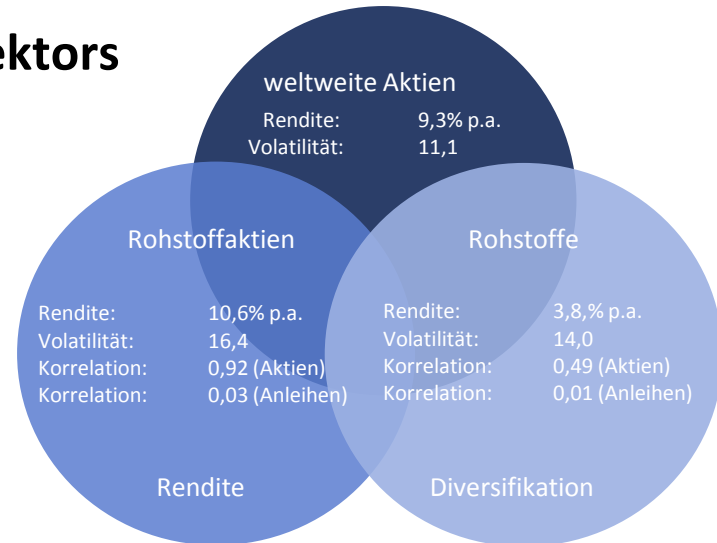 ektors
weltweite Aktien
Rendite: 9,3% p.a.
Volatilität: 11,1
Rohstoffaktien
Rendite: 10,6% p.a.
Volatilität: 16,4
Korrelation: 0,92 (Aktien)
Korrelation: 0,03 (Anleihen)
Rendite
Rohstoffe
Rendite: 3,8,% p.a.
Volatilität: 14,0
Korrelation: 0,49 (Aktien)
Korrelation: 0,01 (Anleihen)
Diversifikation